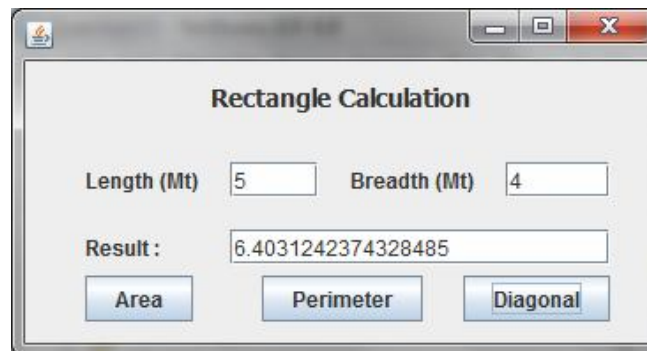 Rectangle Calculation
Length (Mt) 5 Breadth (Mt) 4
Result : 6.4031242374328485
Area Perimeter Diagonal